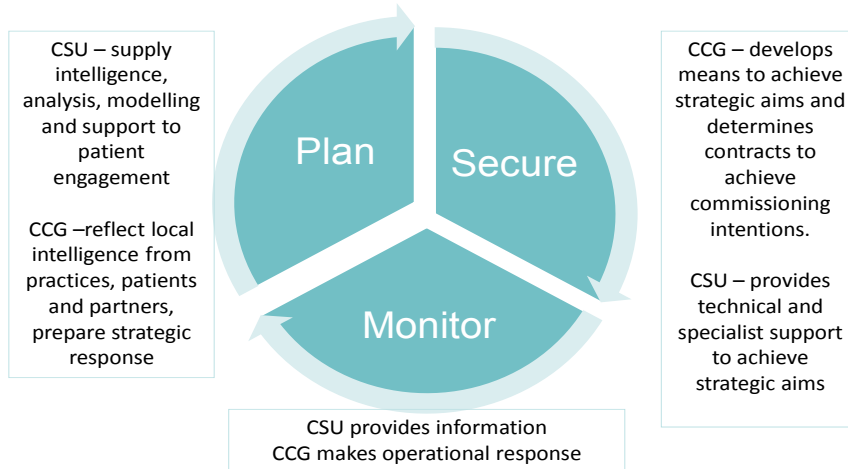 CSU – supply
intelligence,
analysis, modelling
and support to
patient
engagement
CCG –reflect local
intelligence from
practices, patients
and partners,
prepare strategic
response
Plan
Secure
Monitor
CCG – develops
means to achieve
strategic aims and
determines
contracts to
achieve
commissioning
intentions.
CSU – provides
technical and
specialist support
to achieve
strategic aims
CSU provides information
CCG makes operational response